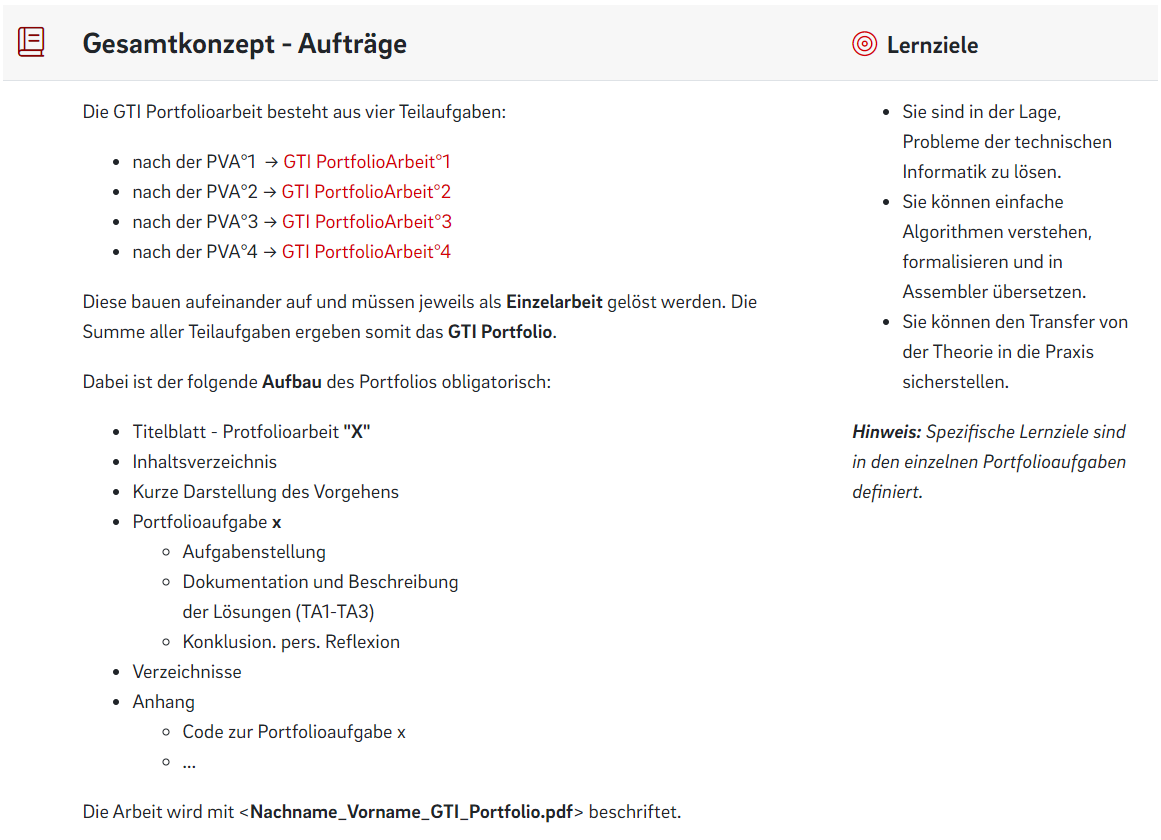 Gesamtkonzept - Aufträge
Die GTI Portfolioarbeit besteht aus vier Teilaufgaben:
• nach der PVA°1 → GTI PortfolioArbeit°1
• nach der PVA°2 → GTI PortfolioArbeit°2
• nach der PVA°3 → GTI PortfolioArbeit°3
• nach der PVA°4 → GTI PortfolioArbeit°4
Diese bauen aufeinander auf und müssen jeweils als Einzelarbeit gelöst werden. Die
Summe aller Teilaufgaben ergeben somit das GTI Portfolio.
Dabei ist der folgende Aufbau des Portfolios obligatorisch:
• Titelblatt - Protfolioarbeit "X"
• Inhaltsverzeichnis
• Kurze Darstellung des Vorgehens
• Portfolioaufgabe x
◦ Aufgabenstellung
◦ Dokumentation und Beschreibung
der Lösungen (TA1-TA3)
◦ Konklusion. pers. Reflexion
• Verzeichnisse
• Anhang
◦ Code zur Portfolioaufgabe x
◦ ...
Die Arbeit wird mit <Nachname_Vorname_GTI_Portfolio.pdf> beschriftet.
Lernziele
• Sie sind in der Lage,
Probleme der technischen
Informatik zu lösen.
• Sie können einfache
Algorithmen verstehen,
formalisieren und in
Assembler übersetzen.
• Sie können den Transfer von
der Theorie in die Praxis
sicherstellen.
Hinweis: Spezifische Lernziele sind
in den einzelnen Portfolioaufgaben
definiert.